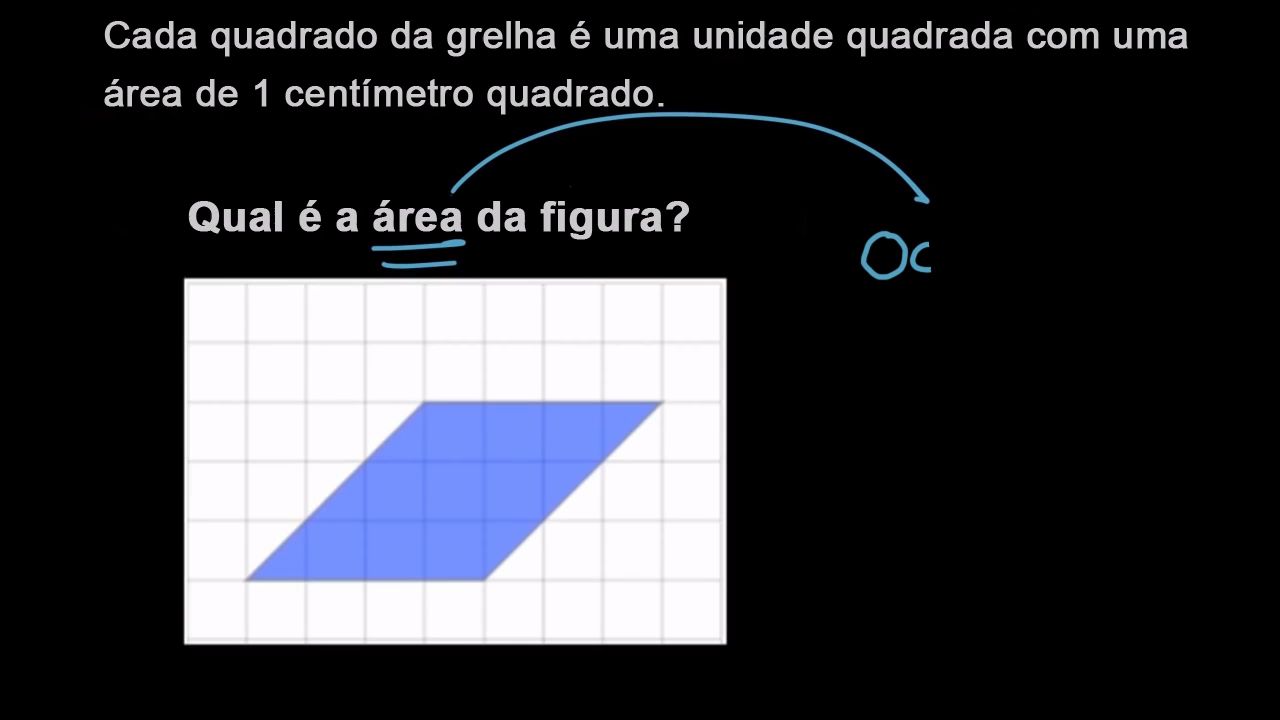 Cada quadrado da grelha é uma unidade quadrada com uma
área de 1 centímetro quadrado.
Qual é a área da figura?